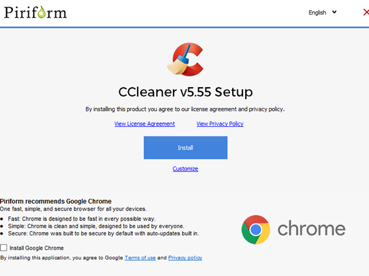 Piriform
English
CCleaner v5.55 Setup
By installing this product you agree to our license agreement and privacy policy.
View License Agreement View Privacy Policy
Install
Customize
Piriform recommends Google Chrome
One fast, simple, and secure browser for all your devices.
• Fast: Chrome is designed to be fast in every possible way.
• Simple: Chrome is clean and simple, designed to be used by everyone.
• Secure: Chrome was built to be secure by default with auto-updates built in.
chrome
Install Google Chrome
By installing this application, you agree to Google Terms of use and Privacy policy